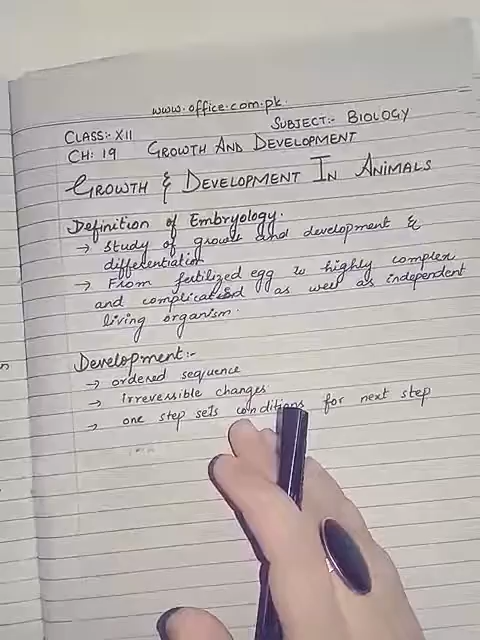 www.office.com.pk.
CLASS:- XII SUBJECT:- BIOLOGY
CH: 19 GROWTH AND DEVELOPMENT
GROWTH & DEVELOPMENT IN ANIMALS
Definition of Embryology.
→ Study of growth and development &
differentiation
→ From fertilized egg to highly complex
and complicated as well as independent
living organism.
Development:-
→ ordered sequence
→ irreversible changes
→ one step sets conditions for next step